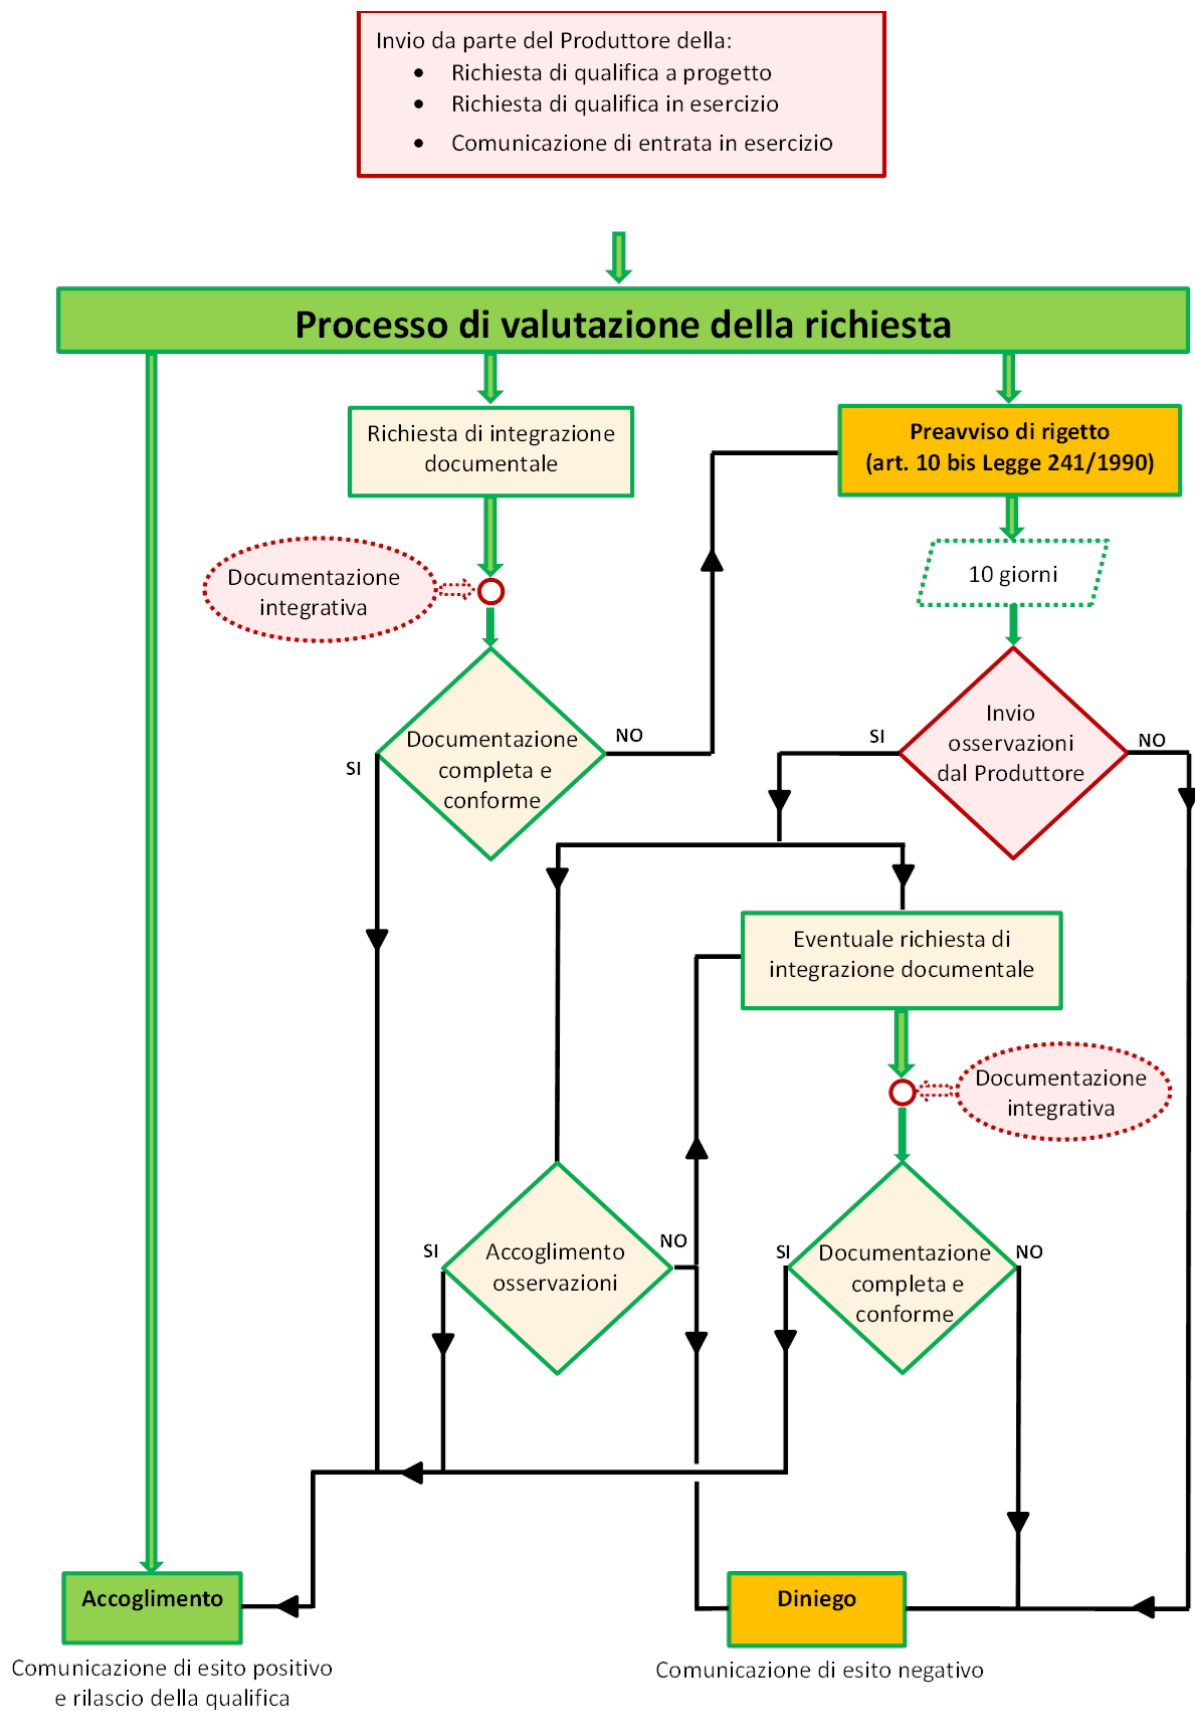 Invio da parte del Produttore della:
• Richiesta di qualifica a progetto
• Richiesta di qualifica in esercizio
• Comunicazione di entrata in esercizio
Processo di valutazione della richiesta
Richiesta di integrazione
documentale
Preavviso di rigetto
(art. 10 bis Legge 241/1990)
Documentazione
integrativa
10 giorni
Documentazione
completa e
conforme
SI
NO
Invio
osservazioni
dal Produttore
SI
NO
Eventuale richiesta di
integrazione documentale
Documentazione
integrativa
Accoglimento
osservazioni
SI
NO
Documentazione
completa e
conforme
SI
NO
Accoglimento
Diniego
Comunicazione di esito positivo
e rilascio della qualifica
Comunicazione di esito negativo